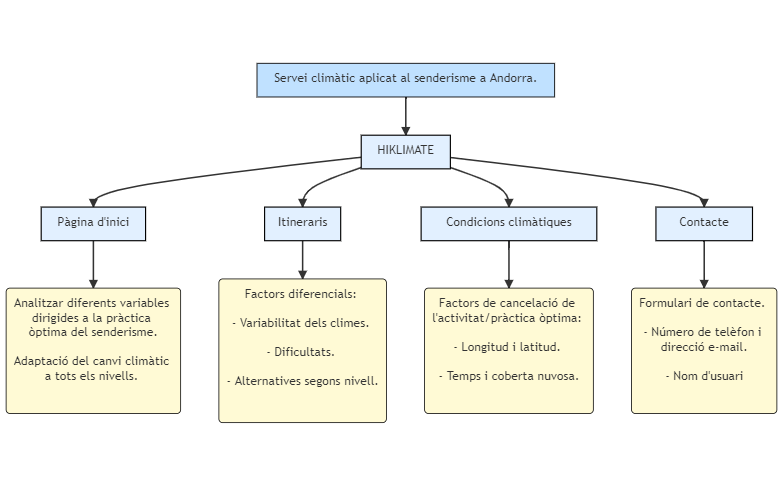 Servei climàtic aplicat al senderisme a Andorra.
HIKLIMATE
Pàgina d'inici
Itineraris
Condicions climàtiques
Contacte
Analitzar diferents variables
dirigides a la pràctica
òptima del senderisme.
Adaptació del canvi climàtic
a tots els nivells.
Factors diferencials:
- Variabilitat dels climes.
- Dificultats.
- Alternatives segons nivell.
Factors de cancelació de
l'activitat/pràctica òptima:
- Longitud i latitud.
- Temps i coberta nuvosa.
Formulari de contacte.
- Número de telèfon i
direcció e-mail.
- Nom d'usuari